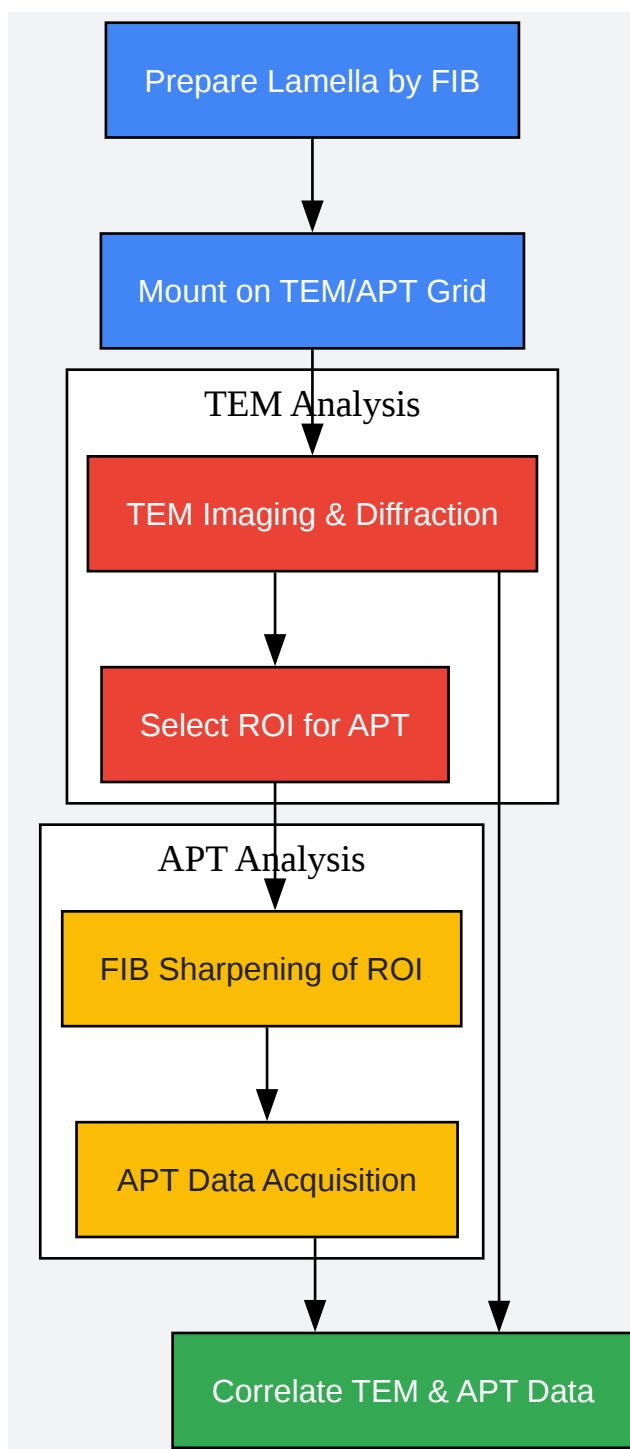 Prepare Lamella by FIB
Mount on TEM/APT Grid
TEM Analysis
TEM Imaging & Diffraction
Select ROI for APT
APT Analysis
FIB Sharpening of ROI
APT Data Acquisition
Correlate TEM & APT Data